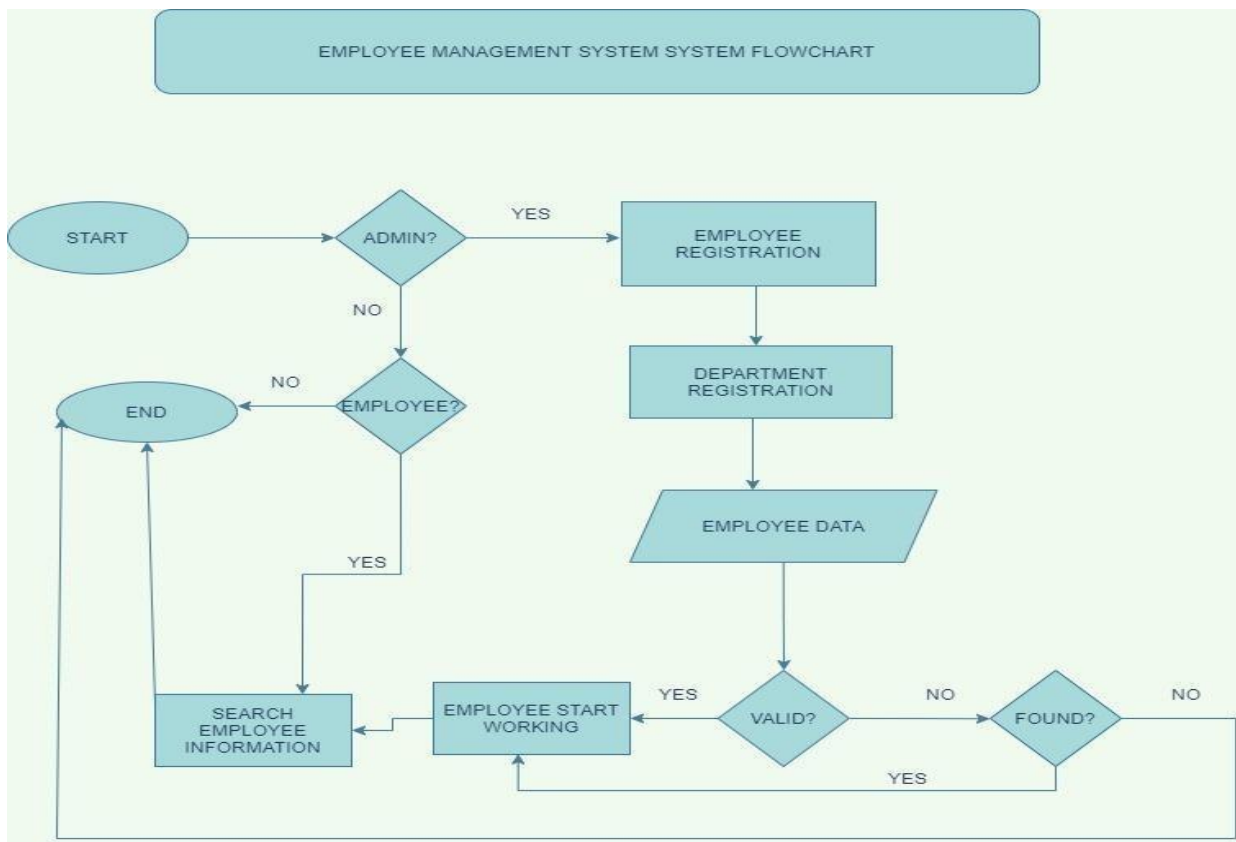 EMPLOYEE MANAGEMENT SYSTEM SYSTEM FLOWCHART
START
ADMIN?
YES
EMPLOYEE
REGISTRATION
NO
DEPARTMENT
REGISTRATION
END
NO
EMPLOYEE?
EMPLOYEE DATA
YES
SEARCH
EMPLOYEE
INFORMATION
EMPLOYEE START
WORKING
YES
VALID?
NO
FOUND?
NO
YES